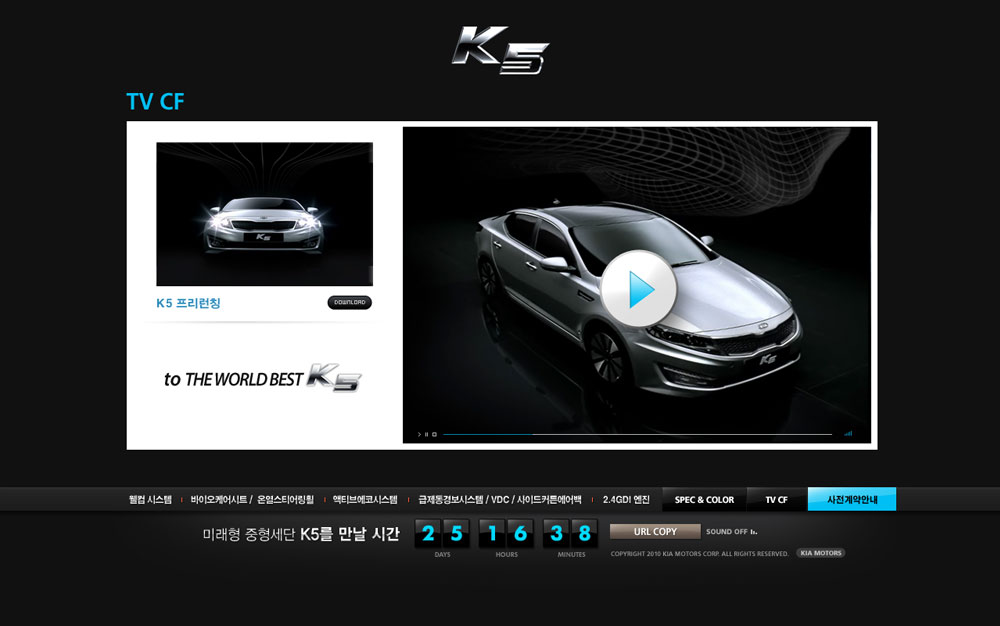 K5
TV CF
K5
K5 프리런칭
DOWNLOAD
to THE WORLD BEST K5
K5
웰컴 시스템
바이오케어시트 / 온열스티어링휠
액티브에코시스템
급제동경보시스템 / VDC / 사이드커튼에어백
2.4GDI 엔진
SPEC & COLOR
TV CF
사전계약안내
미래형 중형세단 K5를 만날 시간
25 16 38
DAYS HOURS MINUTES
URL COPY
SOUND OFF
COPYRIGHT 2010 KIA MOTORS CORP. ALL RIGHTS RESERVED.
KIA MOTORS